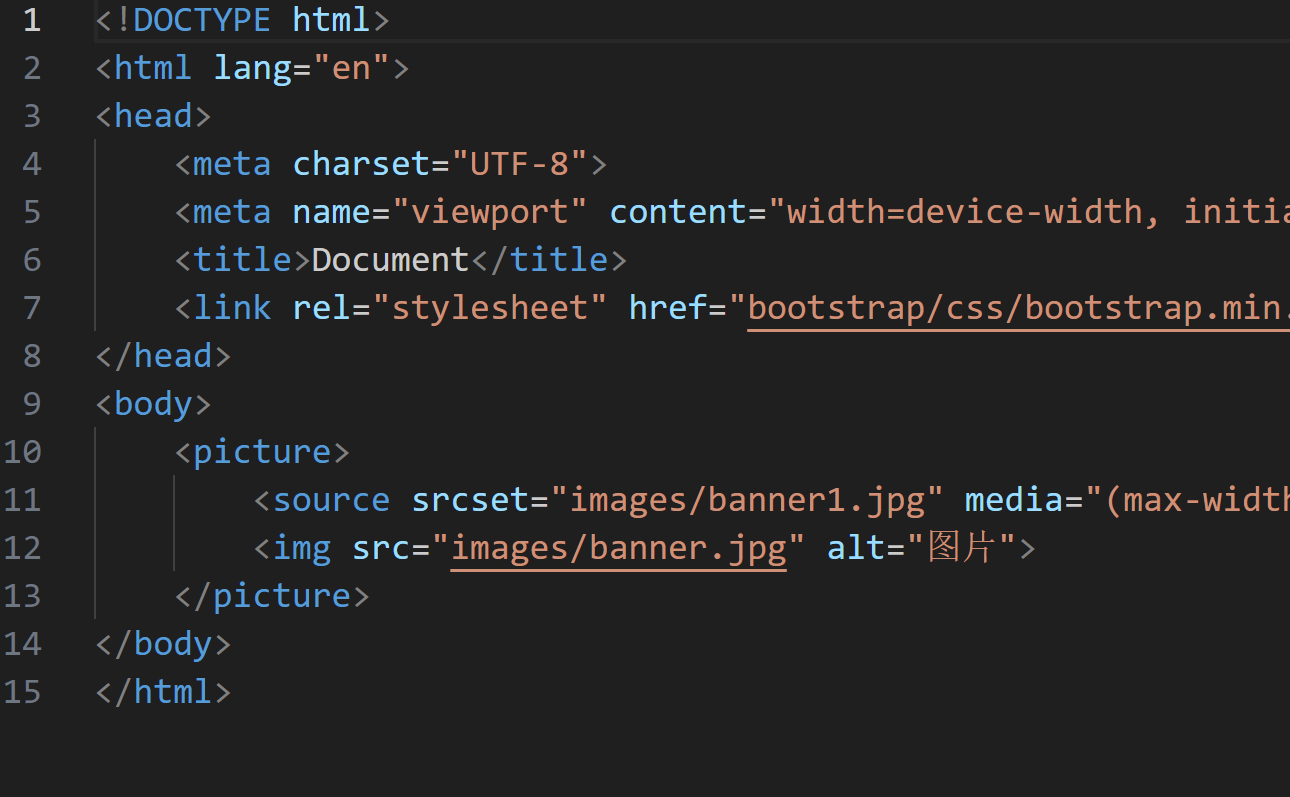 1 <!DOCTYPE html>
2 <html lang="en">
3 <head>
4 <meta charset="UTF-8">
5 <meta name="viewport" content="width=device-width, initia
6 <title>Document</title>
7 <link rel="stylesheet" href="bootstrap/css/bootstrap.min.
8 </head>
9 <body>
10 <picture>
11 <source srcset="images/banner1.jpg" media="(max-width
12 <img src="images/banner.jpg" alt="图片">
13 </picture>
14 </body>
15 </html>